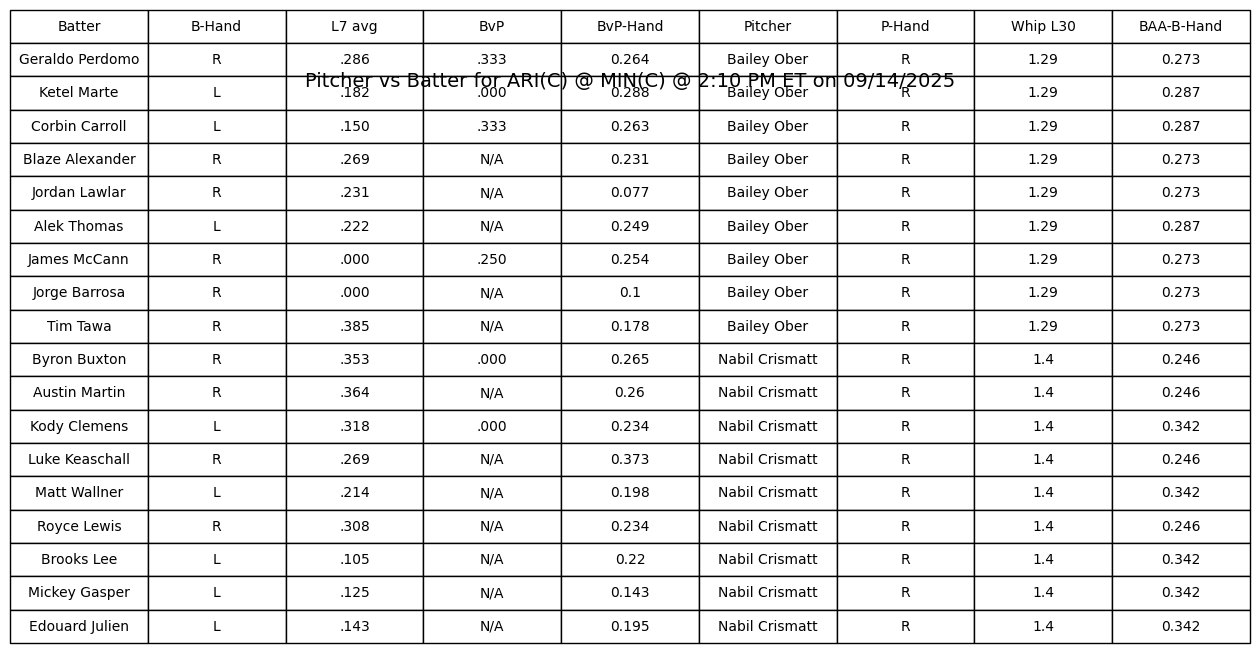 Batter B-Hand L7 avg BvP BvP-Hand Pitcher P-Hand Whip L30 BAA-B-Hand
Geraldo Perdomo R .286 .333 0.264 Bailey Ober R 1.29 0.273
Pitcher vs Batter for ARI(C) @ MIN(C) @ 2:10 PM ET on 09/14/2025
Ketel Marte L .182 .000 0.288 Bailey Ober R 1.29 0.287
Corbin Carroll L .150 .333 0.263 Bailey Ober R 1.29 0.287
Blaze Alexander R .269 N/A 0.231 Bailey Ober R 1.29 0.273
Jordan Lawlar R .231 N/A 0.077 Bailey Ober R 1.29 0.273
Alek Thomas L .222 N/A 0.249 Bailey Ober R 1.29 0.287
James McCann R .000 .250 0.254 Bailey Ober R 1.29 0.273
Jorge Barrosa R .000 N/A 0.1 Bailey Ober R 1.29 0.273
Tim Tawa R .385 N/A 0.178 Bailey Ober R 1.29 0.273
Byron Buxton R .353 .000 0.265 Nabil Crismatt R 1.4 0.246
Austin Martin R .364 N/A 0.26 Nabil Crismatt R 1.4 0.246
Kody Clemens L .318 .000 0.234 Nabil Crismatt R 1.4 0.342
Luke Keaschall R .269 N/A 0.373 Nabil Crismatt R 1.4 0.246
Matt Wallner L .214 N/A 0.198 Nabil Crismatt R 1.4 0.342
Royce Lewis R .308 N/A 0.234 Nabil Crismatt R 1.4 0.246
Brooks Lee L .105 N/A 0.22 Nabil Crismatt R 1.4 0.342
Mickey Gasper L .125 N/A 0.143 Nabil Crismatt R 1.4 0.342
Edouard Julien L .143 N/A 0.195 Nabil Crismatt R 1.4 0.342